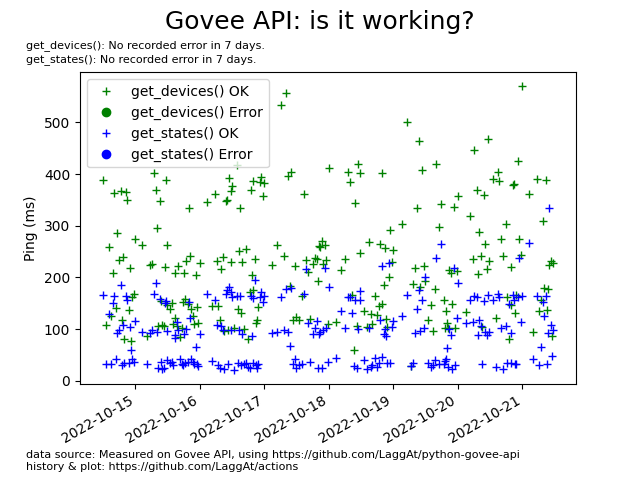 Govee API: is it working?
get_devices(): No recorded error in 7 days.
get_states(): No recorded error in 7 days.
get_devices() OK
get_devices() Error
get_states() OK
get_states() Error
Ping (ms)
500
400
300
200
100
0
2022-10-15
2022-10-16
2022-10-17
2022-10-18
2022-10-19
2022-10-20
2022-10-21
data source: Measured on Govee API, using https://github.com/LaggAt/python-govee-api
history & plot: https://github.com/LaggAt/actions